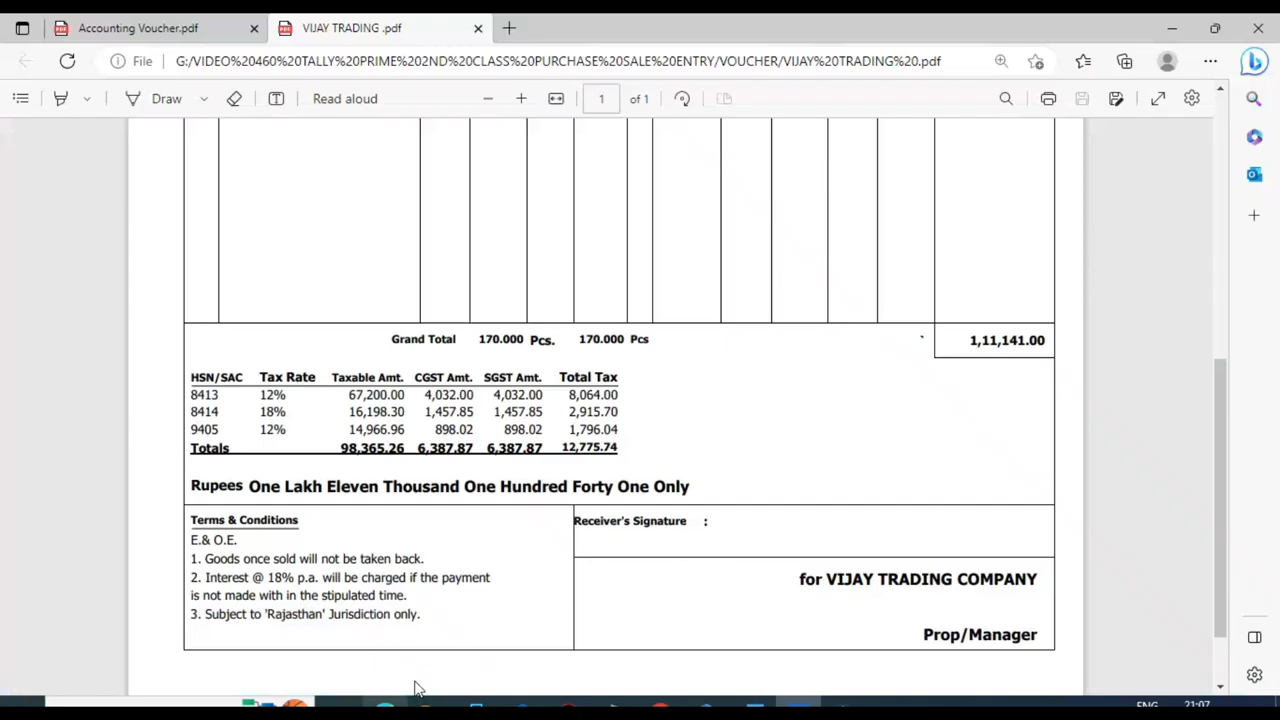 Accounting Voucher.pdf
VIJAY TRADING .pdf
File G:/VIDEO%20460%20TALLY%20PRIME%202ND%20CLASS%20PURCHASE%20SALE%20ENTRY/VOUCHER/VIJAY%20TRADING%20.pdf
Draw Read aloud 1 of 1
Grand Total 170.000 Pcs. 170.000 Pcs ` 1,11,141.00
HSN/SAC Tax Rate Taxable Amt. CGST Amt. SGST Amt. Total Tax
8413 12% 67,200.00 4,032.00 4,032.00 8,064.00
8414 18% 16,198.30 1,457.85 1,457.85 2,915.70
9405 12% 14,966.96 898.02 898.02 1,796.04
Totals 98,365.26 6,387.87 6,387.87 12,775.74
Rupees One Lakh Eleven Thousand One Hundred Forty One Only
Terms & Conditions
E.& O.E.
1. Goods once sold will not be taken back.
2. Interest @ 18% p.a. will be charged if the payment
is not made with in the stipulated time.
3. Subject to 'Rajasthan' Jurisdiction only.
Receiver's Signature :
for VIJAY TRADING COMPANY
Prop/Manager
ENG 21:07